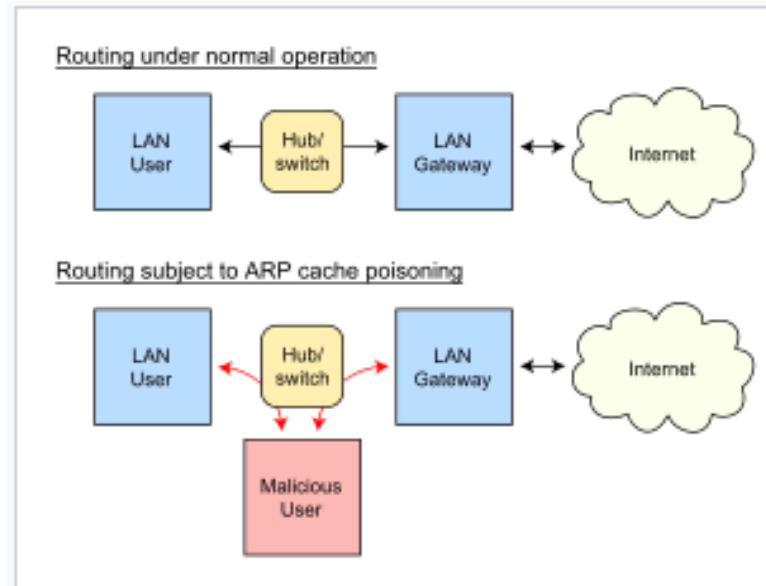 Routing under normal operation
LAN
User
Hub/
switch
LAN
Gateway
Internet
Routing subject to ARP cache poisoning
LAN
User
Hub/
switch
LAN
Gateway
Internet
Malicious
User